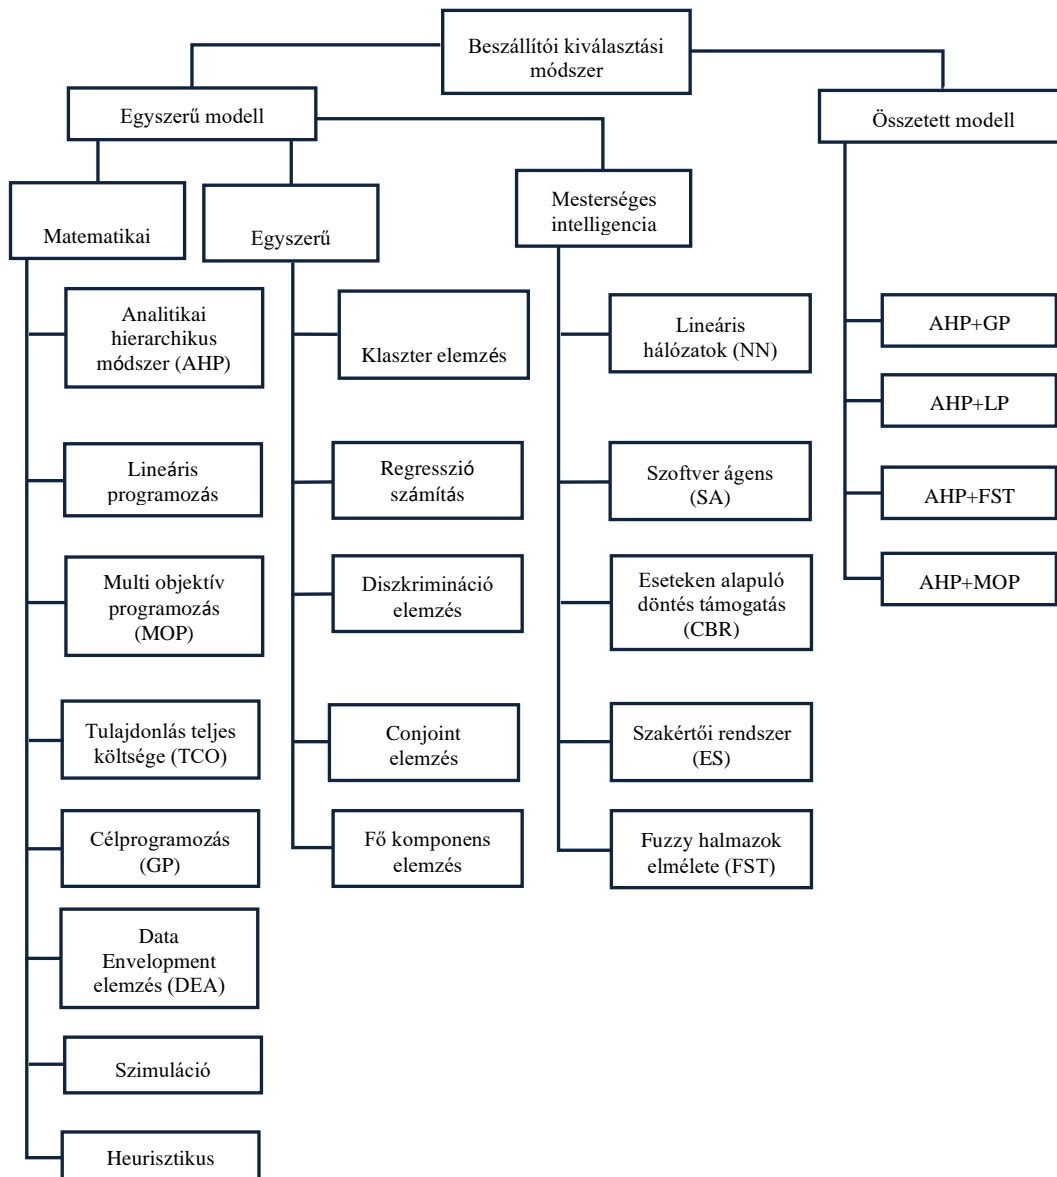 Beszállítói kiválasztási
módszer
Egyszerű modell
Összetett modell
Matematikai
Egyszerű
Mesterséges
intelligencia
Analitikai
hierarchikus
módszer (AHP)
Lineáris
programozás
Multi objektív
programozás
(MOP)
Tulajdonlás teljes
költsége (TCO)
Célprogramozás
(GP)
Data
Envelopment
elemzés (DEA)
Szimuláció
Heurisztikus
Klaszter elemzés
Regresszió
számítás
Diszkrimináció
elemzés
Conjoint
elemzés
Fő komponens
elemzés
Lineáris
hálózatok (NN)
Szoftver ágens
(SA)
Eseteken alapuló
döntés támogatás
(CBR)
Szakértői rendszer
(ES)
Fuzzy halmazok
elmélete (FST)
AHP+GP
AHP+LP
AHP+FST
AHP+MOP